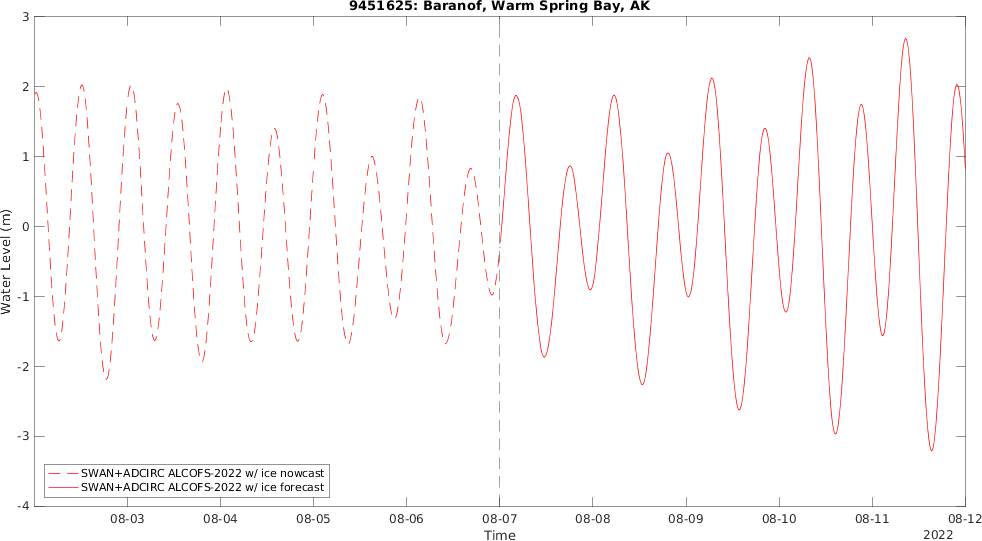 9451625: Baranof, Warm Spring Bay, AK
3
2
1
0
-1
-2
-3
-4
Water Level (m)
SWAN+ADCIRC ALCOFS-2022 w/ ice nowcast
SWAN+ADCIRC ALCOFS-2022 w/ ice forecast
08-03 08-04 08-05 08-06 08-07 08-08 08-09 08-10 08-11 08-12
Time
2022